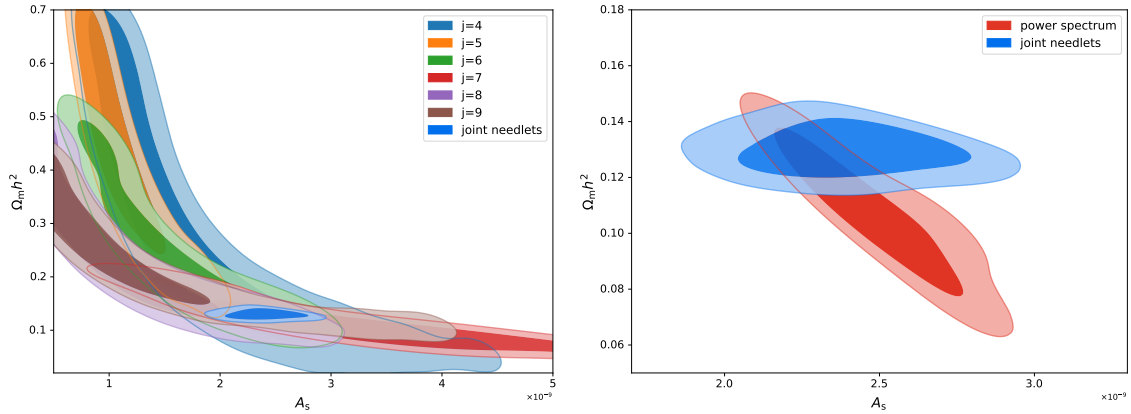 0.7
0.6
0.5
0.4
0.3
0.2
0.1
Ωₘh²
1
2
3
4
5
Aₛ
×10⁻⁹
j=4
j=5
j=6
j=7
j=8
j=9
joint needlets
0.18
0.16
0.14
0.12
0.10
0.08
0.06
Ωₘh²
2.0
2.5
3.0
Aₛ
×10⁻⁹
power spectrum
joint needlets